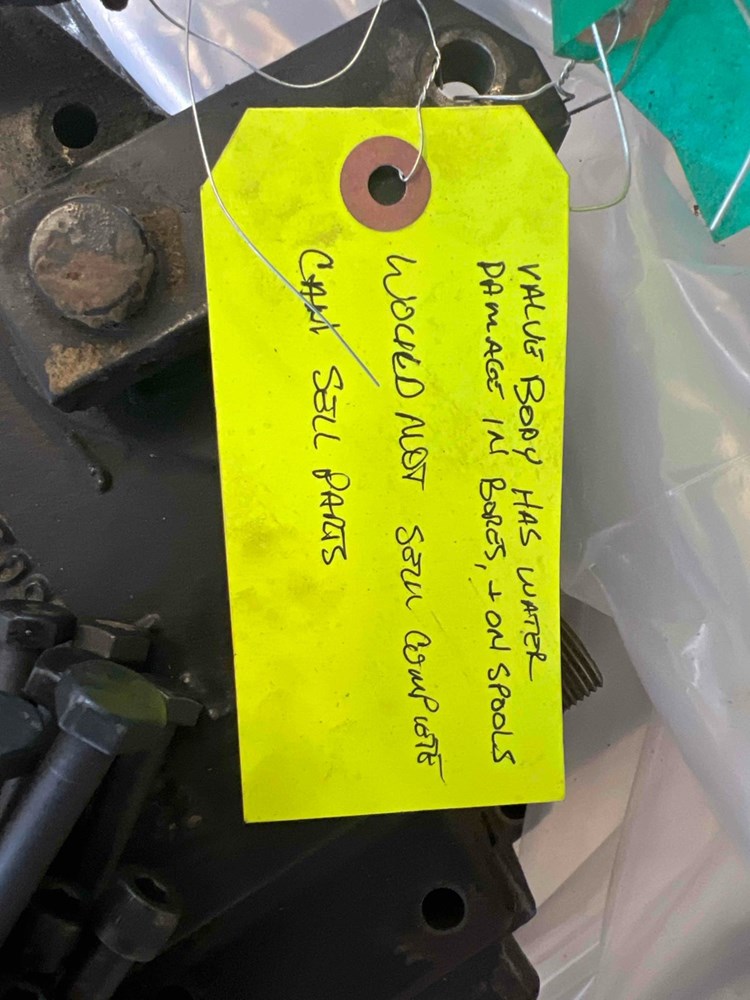 VALVE BODY HAS WATER
DAMAGE IN BORES, + ON SPOOLS
WOULD NOT SELL COMPLETE
CAN SELL PARTS